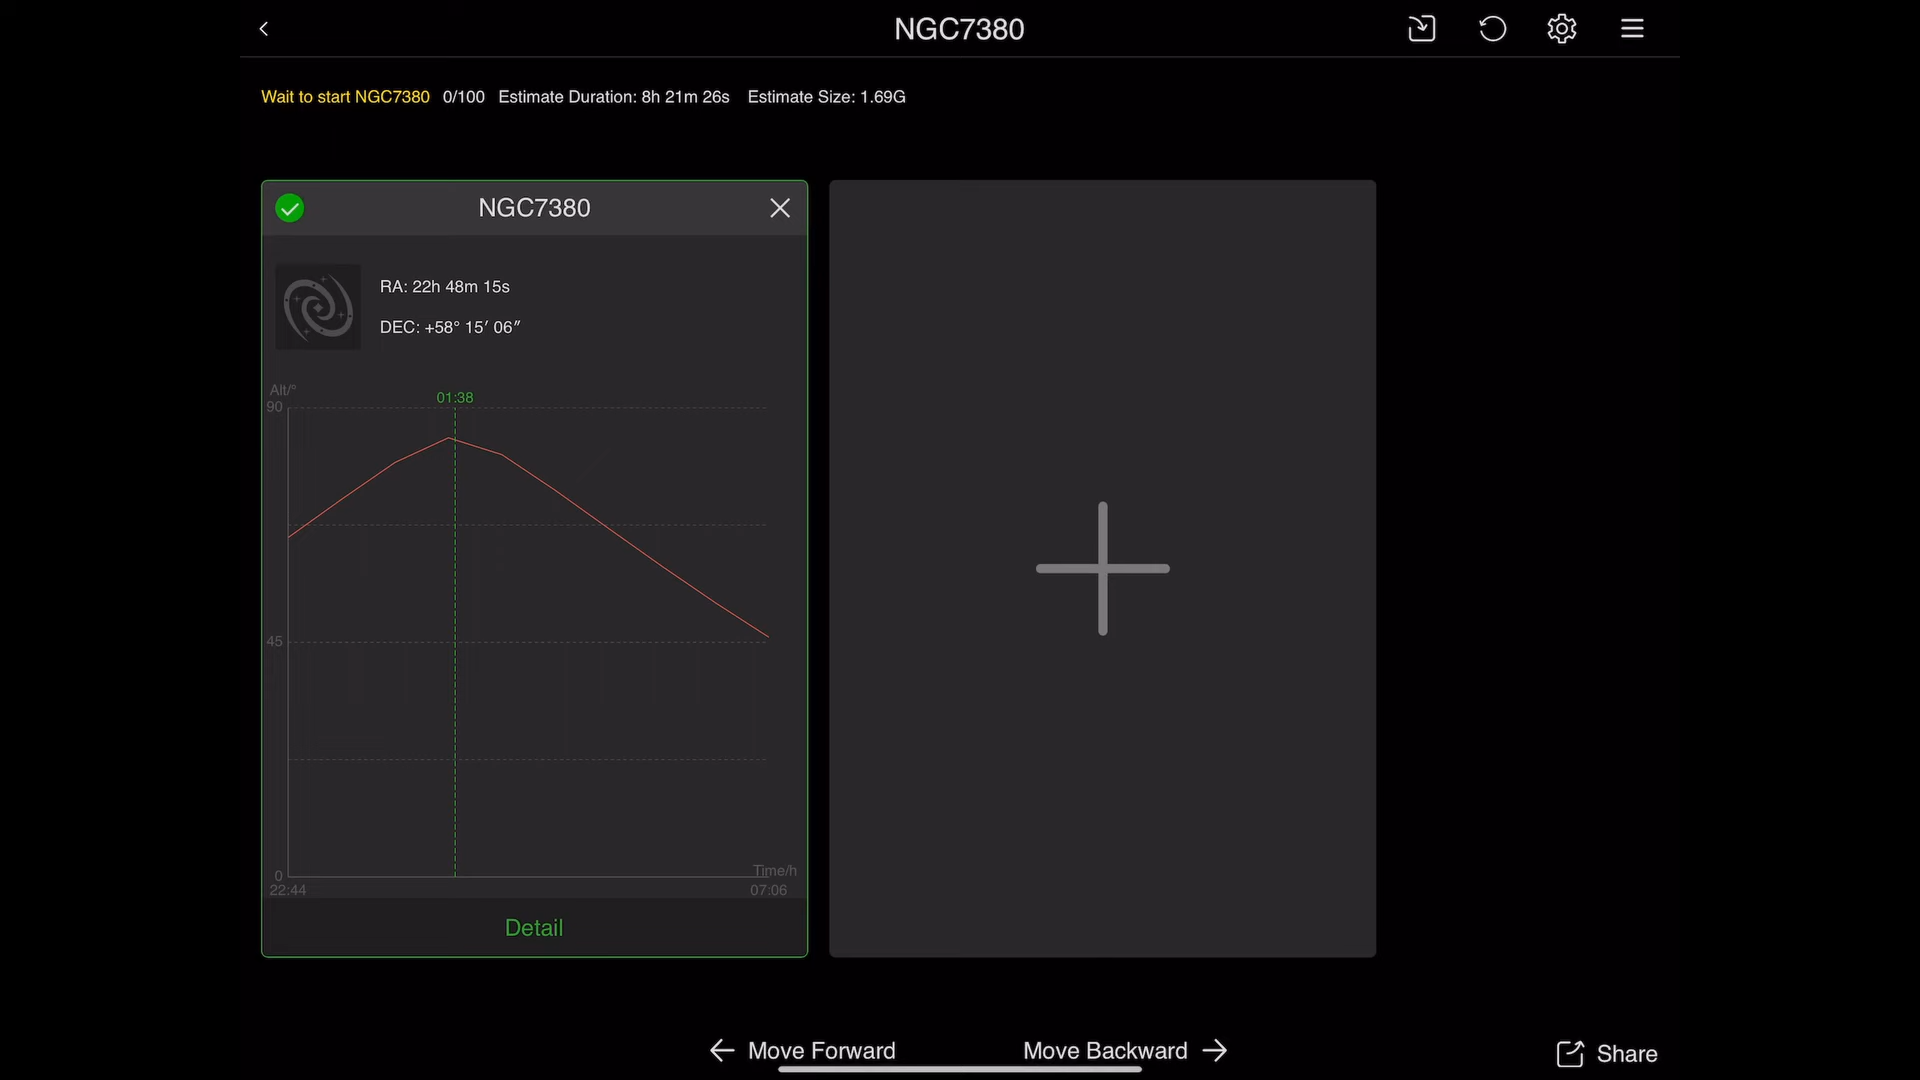 NGC7380
Wait to start NGC7380 0/100 Estimate Duration: 8h 21m 26s Estimate Size: 1.69G
NGC7380
RA: 22h 48m 15s
DEC: +58° 15′ 06″
Alt/°
01:38
90
45
0
Time/h
22:44 07:06
Detail
Move Forward Move Backward Share